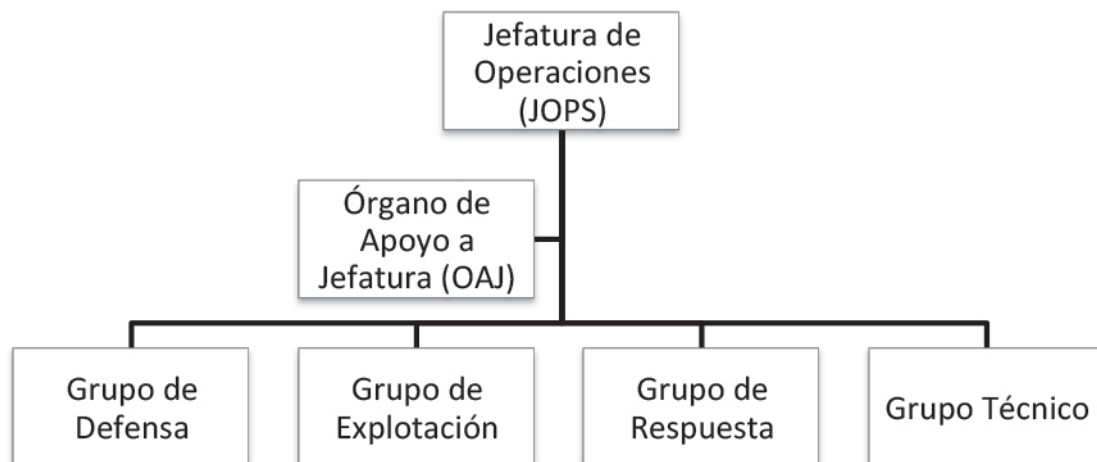 Jefatura de
Operaciones
(JOPS)
Órgano de
Apoyo a
Jefatura (OAJ)
Grupo de
Defensa
Grupo de
Explotación
Grupo de
Respuesta
Grupo Técnico